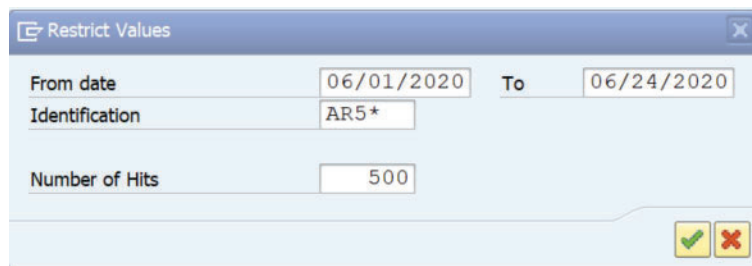 Restrict Values
From date 06/01/2020 To 06/24/2020
Identification AR5*
Number of Hits 500